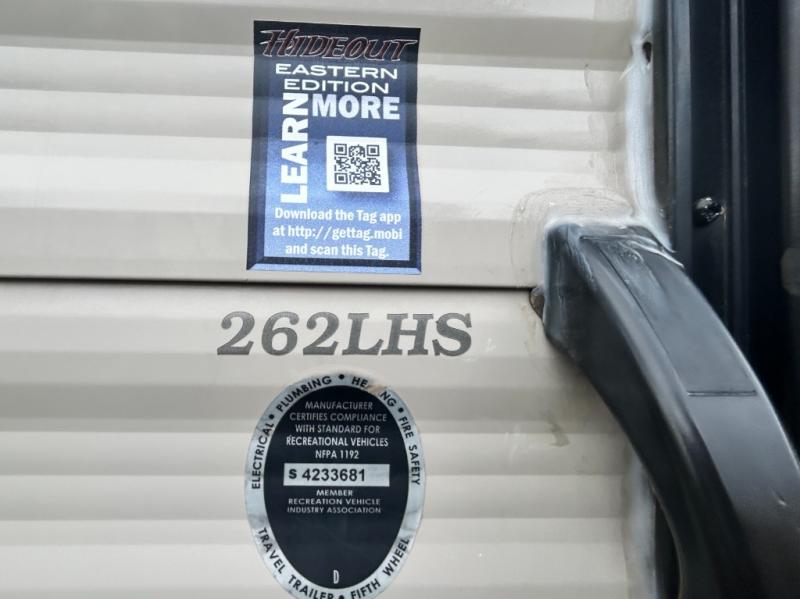 HIDEOUT
EASTERN
EDITION
LEARN
MORE
Download the Tag app
at http://gettag.mobi
and scan this Tag.
262LHS
ELECTRICAL • PLUMBING • HE NG • FIRE SAFETY
MANUFACTURER
CERTIFIES COMPLIANCE
WITH STANDARD FOR
RECREATIONAL VEHICLES
NFPA 1192
S 4233681
MEMBER
RECREATION VEHICLE
INDUSTRY ASSOCIATION
D
TRAVEL TRAILER • FIFTH WHEEL